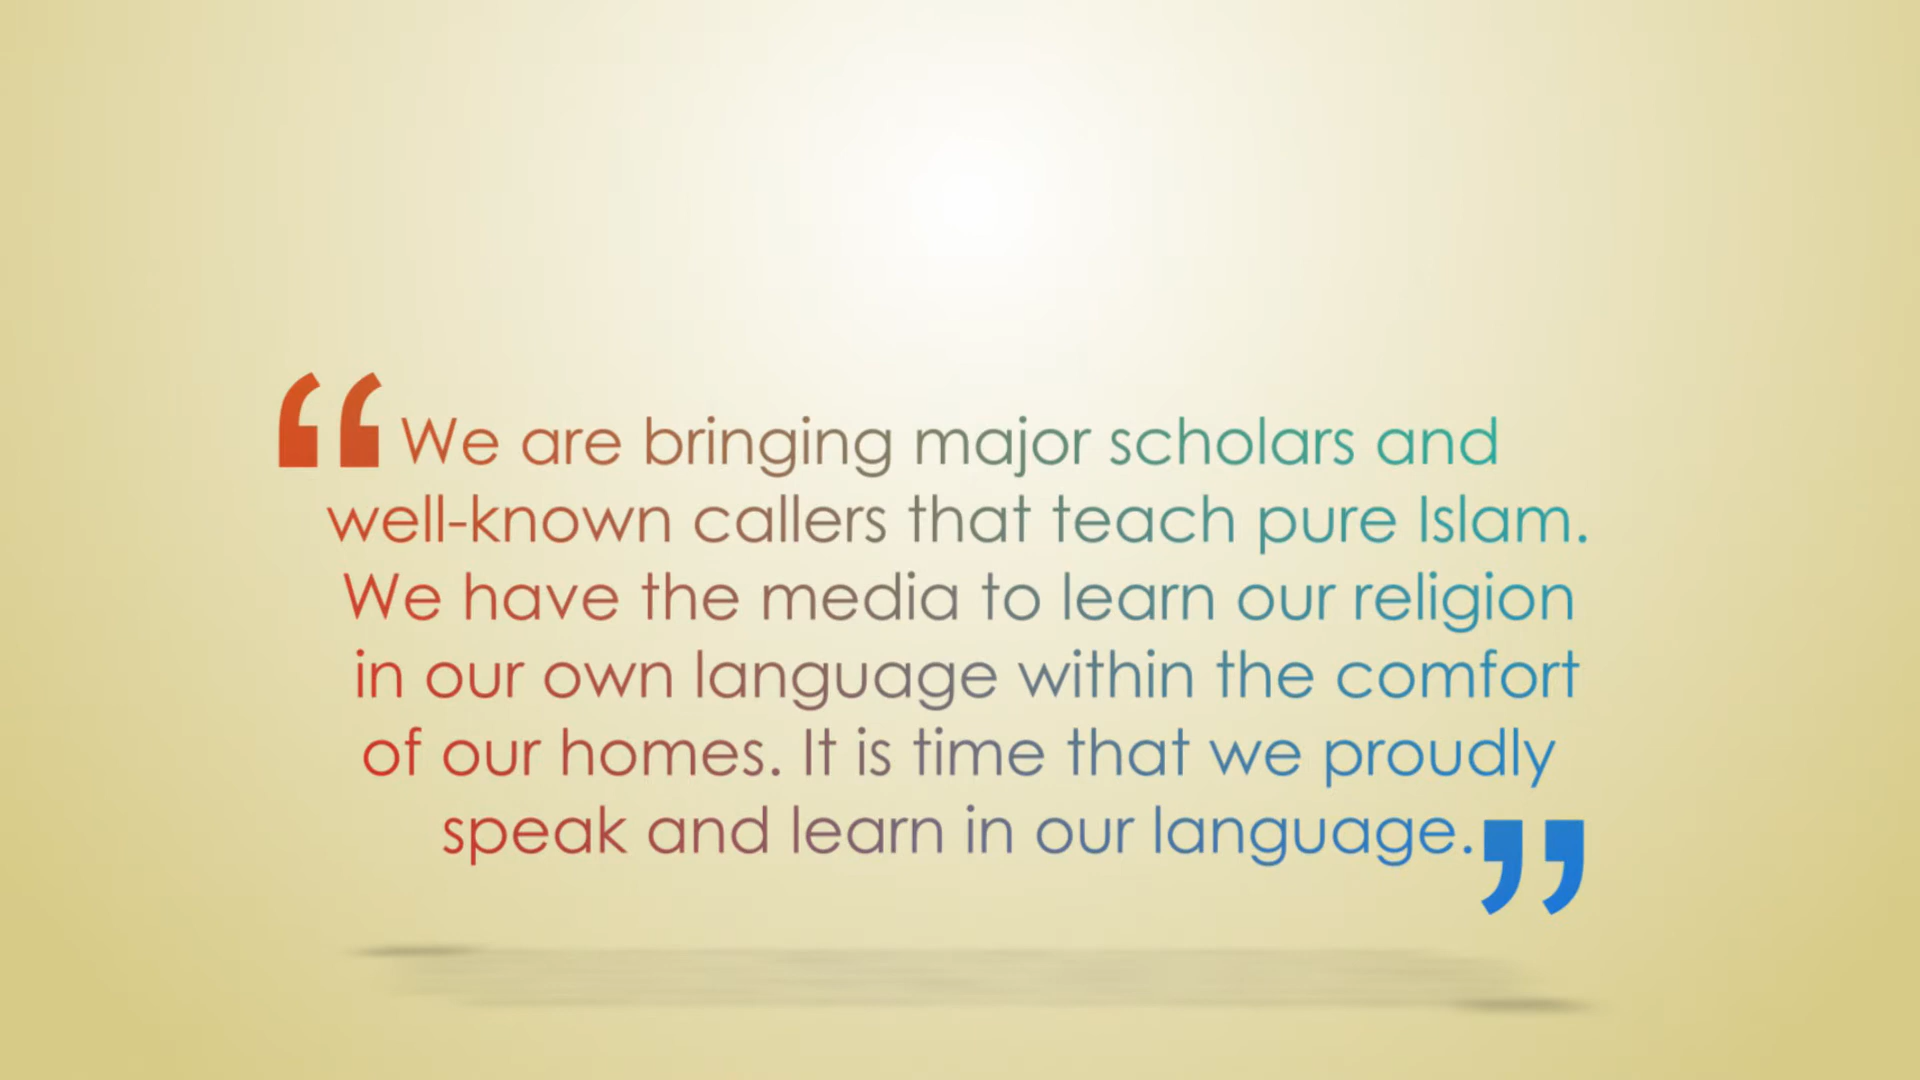 “We are bringing major scholars and
well-known callers that teach pure Islam.
We have the media to learn our religion
in our own language within the comfort
of our homes. It is time that we proudly
speak and learn in our language.”